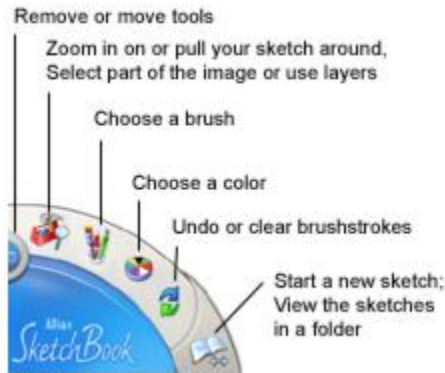 Remove or move tools
Zoom in on or pull your sketch around,
Select part of the image or use layers
Choose a brush
Choose a color
Undo or clear brushstrokes
Start a new sketch;
View the sketches
in a folder
Alias
SketchBook